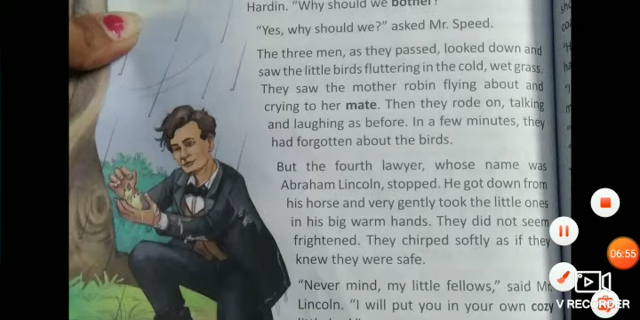 Hardin. "Why should we bother?
"Yes, why should we?" asked Mr. Speed.
The three men, as they passed, looked down and
saw the little birds fluttering in the cold, wet grass.
They saw the mother robin flying about and
crying to her mate. Then they rode on, talking
and laughing as before. In a few minutes, they
had forgotten about the birds.
But the fourth lawyer, whose name was
Abraham Lincoln, stopped. He got down from
his horse and very gently took the little ones
in his big warm hands. They did not seem
frightened. They chirped softly as if they
knew they were safe.
"Never mind, my little fellows," said Mr.
Lincoln. "I will put you in your own cozy
06:55
V RECORDER